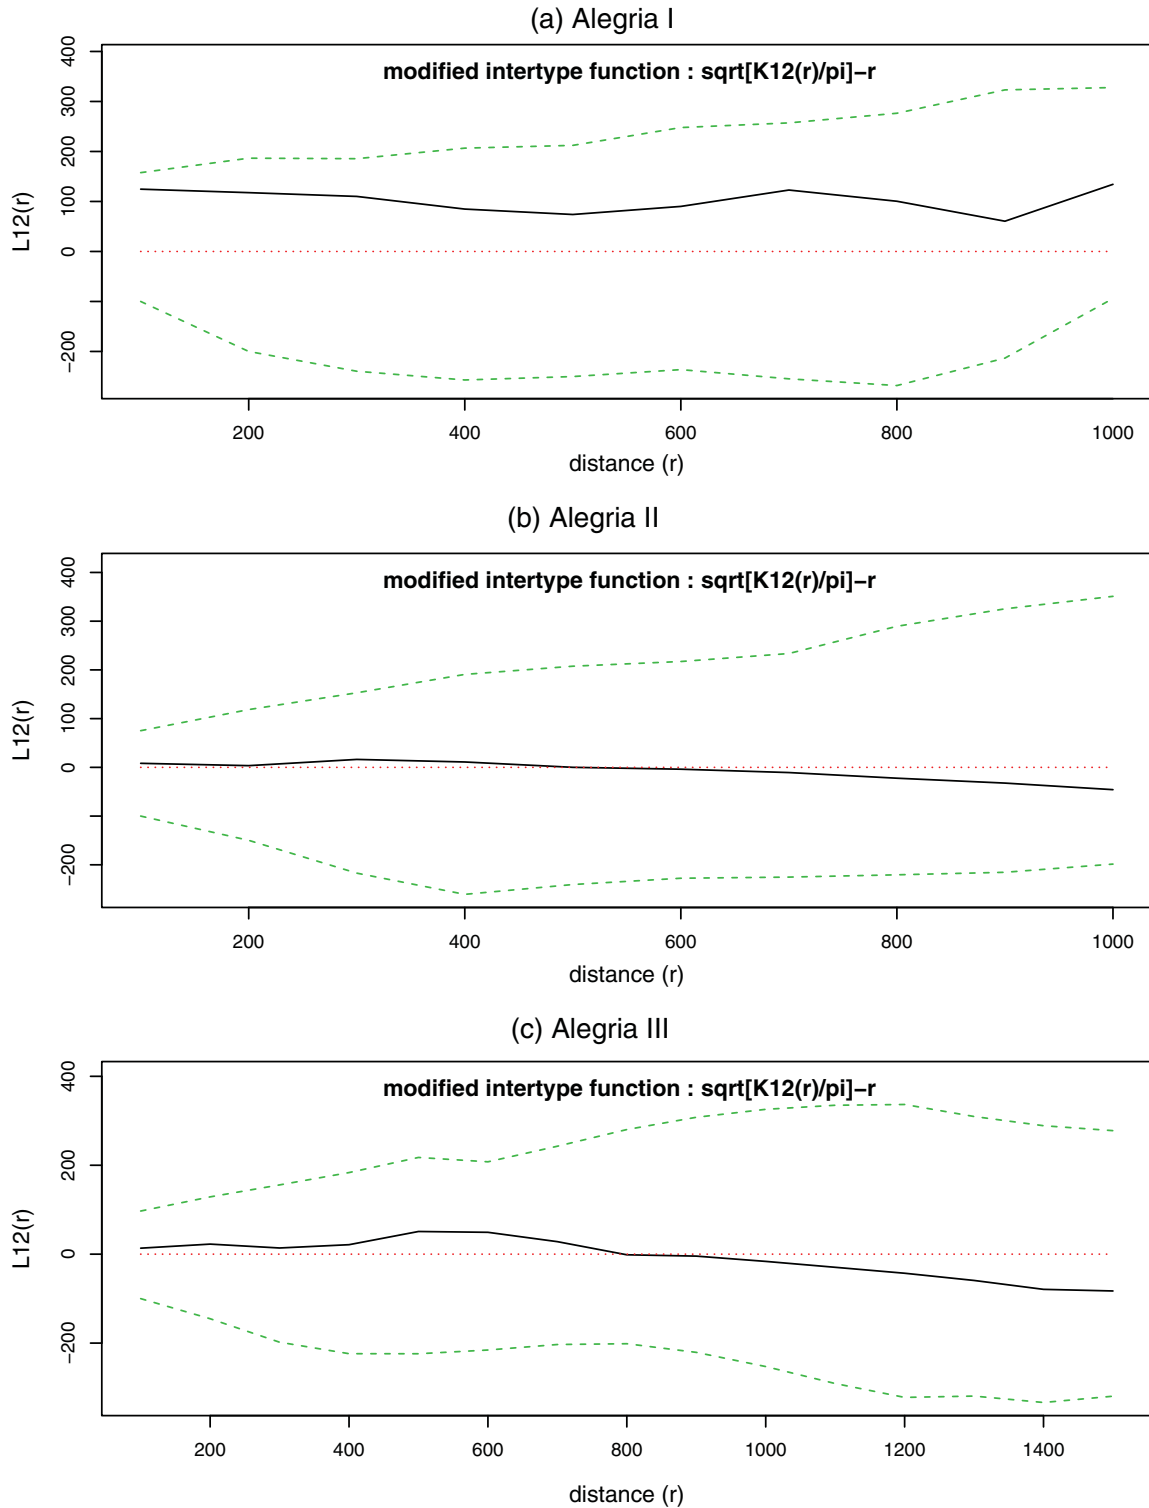 (a) Alegria I
modified intertype function : sqrt[K12(r)/pi]−r
L12(r)
400
300
200
100
0
−200
200 400 600 800 1000
distance (r)
(b) Alegria II
modified intertype function : sqrt[K12(r)/pi]−r
L12(r)
400
300
200
100
0
−200
200 400 600 800 1000
distance (r)
(c) Alegria III
modified intertype function : sqrt[K12(r)/pi]−r
L12(r)
400
200
0
−200
200 400 600 800 1000 1200 1400
distance (r)